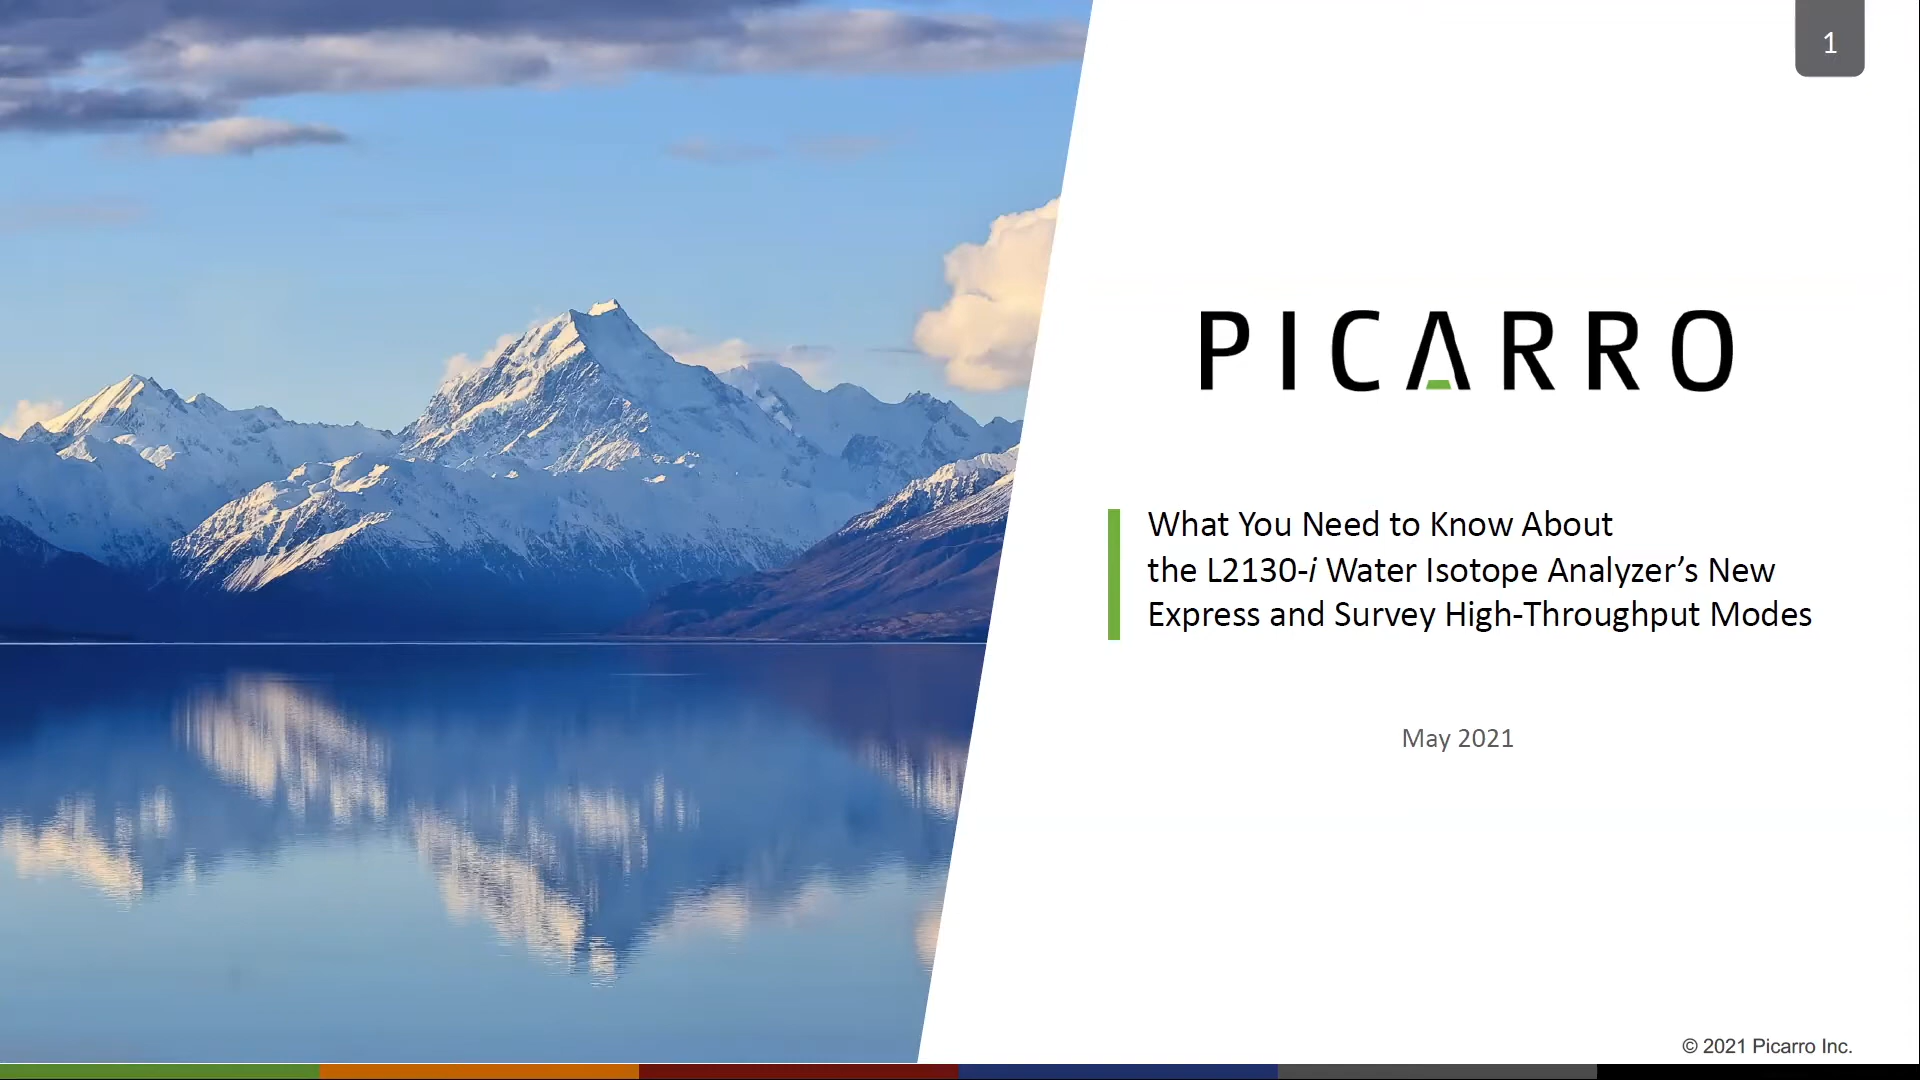 1
PICARRO
What You Need to Know About
the L2130-i Water Isotope Analyzer’s New
Express and Survey High-Throughput Modes
May 2021
© 2021 Picarro Inc.